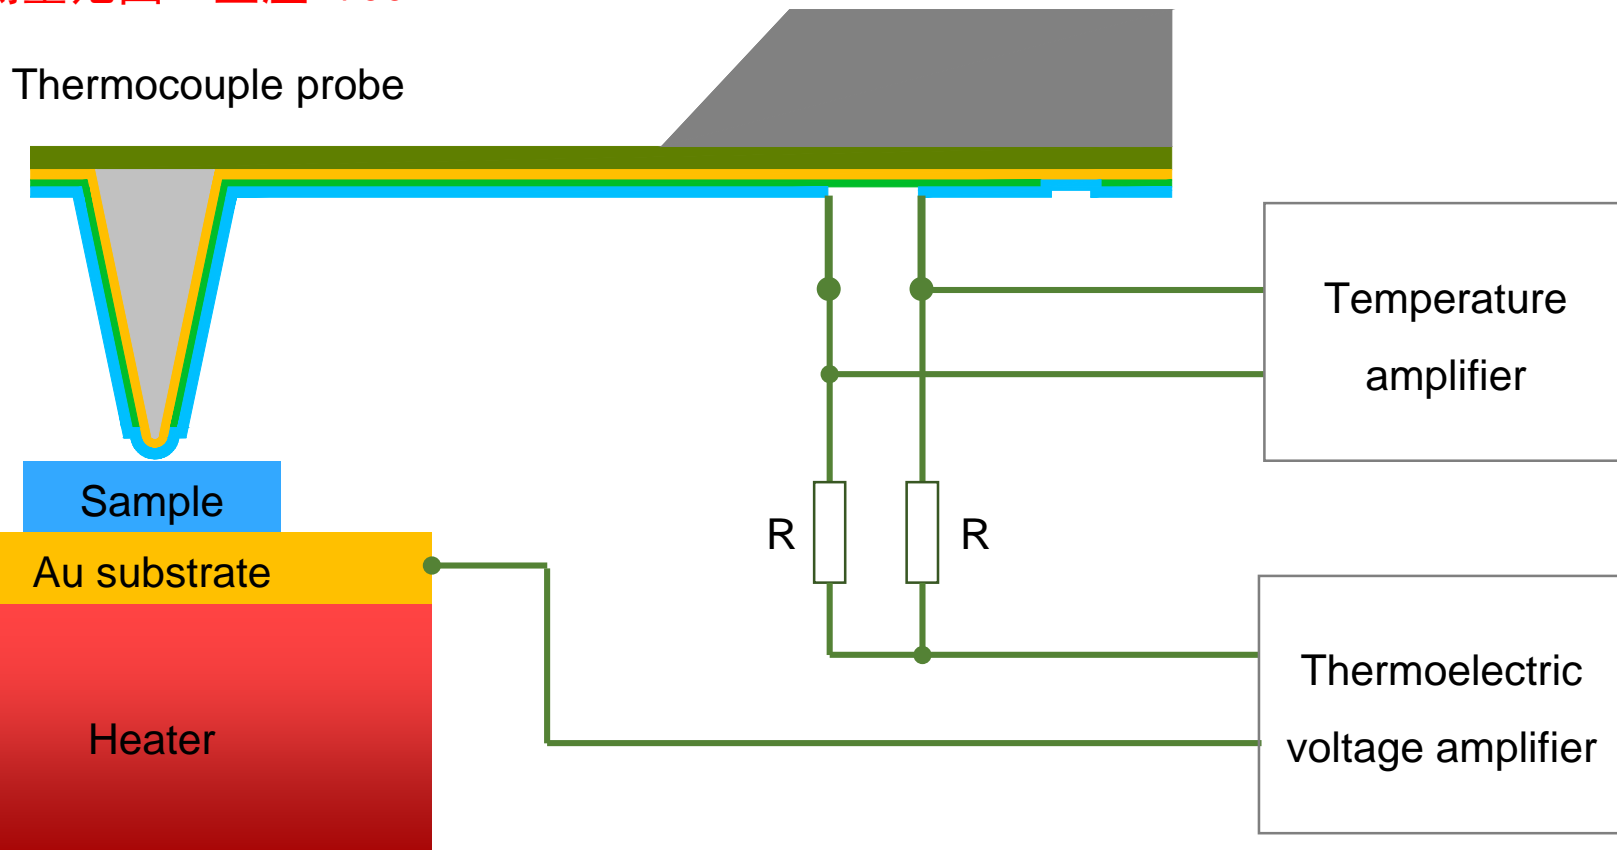 Thermocouple probe
Temperature
amplifier
Sample
R
R
Au substrate
Thermoelectric
voltage amplifier
Heater